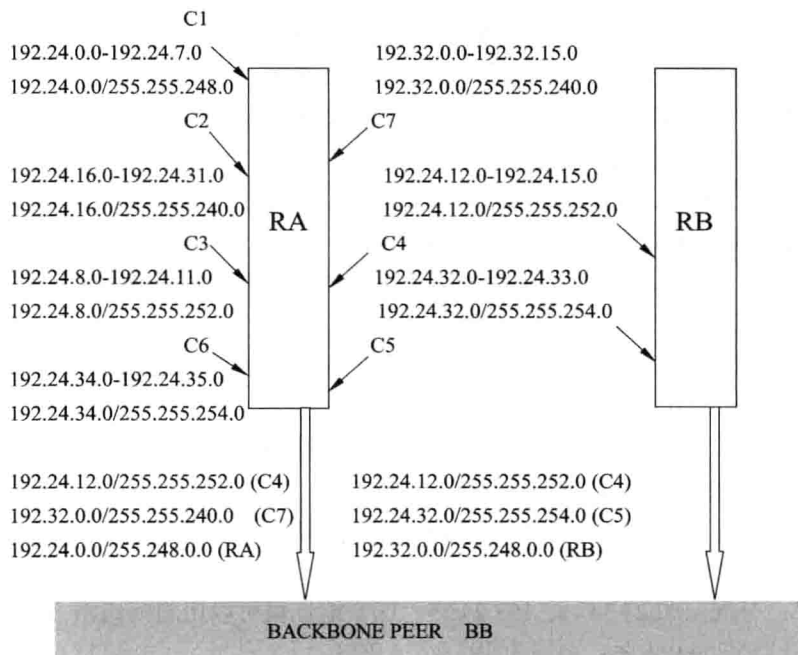 C1
192.24.0.0-192.24.7.0
192.24.0.0/255.255.248.0
C2
192.24.16.0-192.24.31.0
192.24.16.0/255.255.240.0
C3
192.24.8.0-192.24.11.0
192.24.8.0/255.255.252.0
C6
192.24.34.0-192.24.35.0
192.24.34.0/255.255.254.0
RA
192.32.0.0-192.32.15.0
192.32.0.0/255.255.240.0
C7
192.24.12.0-192.24.15.0
192.24.12.0/255.255.252.0
C4
192.24.32.0-192.24.33.0
192.24.32.0/255.255.254.0
C5
RB
192.24.12.0/255.255.252.0 (C4)
192.32.0.0/255.255.240.0 (C7)
192.24.0.0/255.248.0.0 (RA)
192.24.12.0/255.255.252.0 (C4)
192.24.32.0/255.255.254.0 (C5)
192.32.0.0/255.248.0.0 (RB)
BACKBONE PEER BB